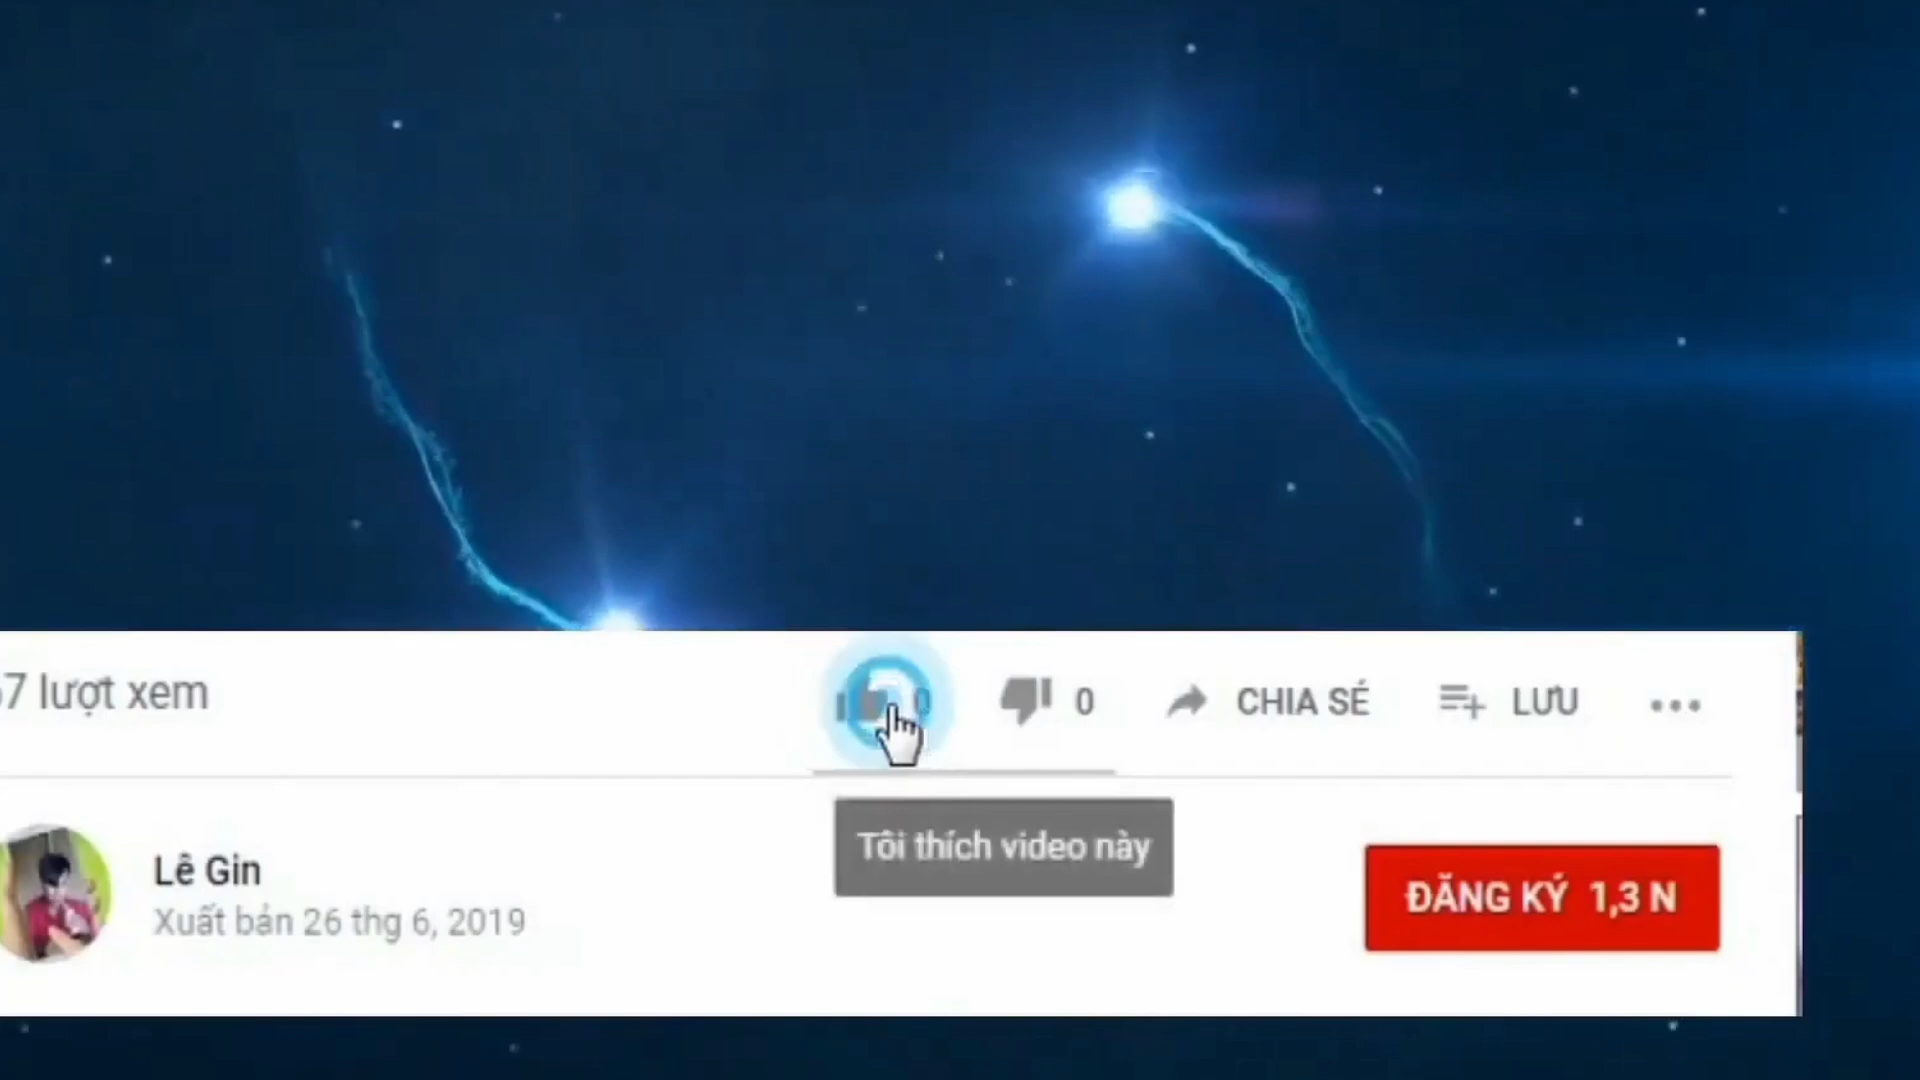 7 lượt xem
0
0
CHIA SẺ
LƯU
Tôi thích video này
Lê Gin
Xuất bản 26 thg 6, 2019
ĐĂNG KÝ 1,3 N